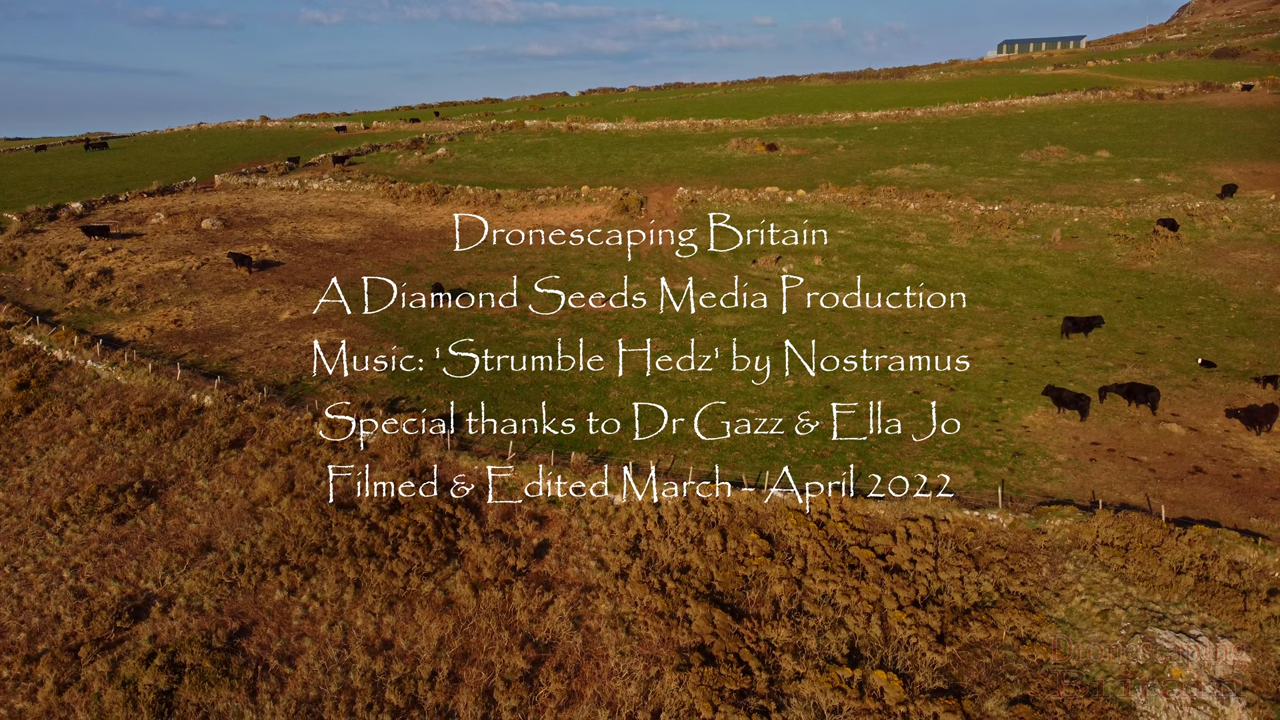 Dronescaping Britain
A Diamond Seeds Media Production
Music: 'Strumble Hedz' by Nostramus
Special thanks to Dr Gazz & Ella Jo
Filmed & Edited March - April 2022
Dronescaping